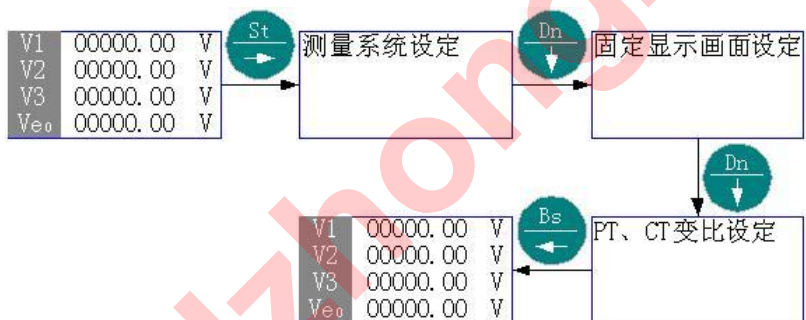 V1 00000.00 V
V2 00000.00 V
V3 00000.00 V
Ve0 00000.00 V
St
测量系统设定
Dn
固定显示画面设定
Dn
V1 00000.00 V
V2 00000.00 V
V3 00000.00 V
Ve0 00000.00 V
Bs
PT、CT变比设定
zhong